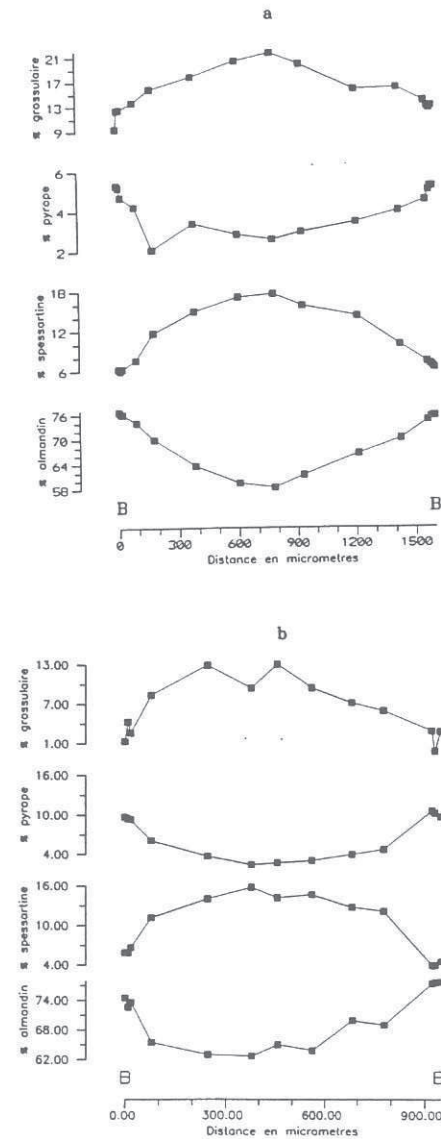 a
% grossulaire
21
17
13
9
% pyrope
6
4
2
% spessartine
18
12
6
% almandin
76
70
64
58
B B
0 300 600 900 1200 1500
Distance en micrometres
b
% grossulaire
13.00
7.00
1.00
% pyrope
16.00
10.00
4.00
% spessartine
16.00
10.00
4.00
% almandin
74.00
68.00
62.00
B B
0.00 300.00 600.00 900.00
Distance en micrometres